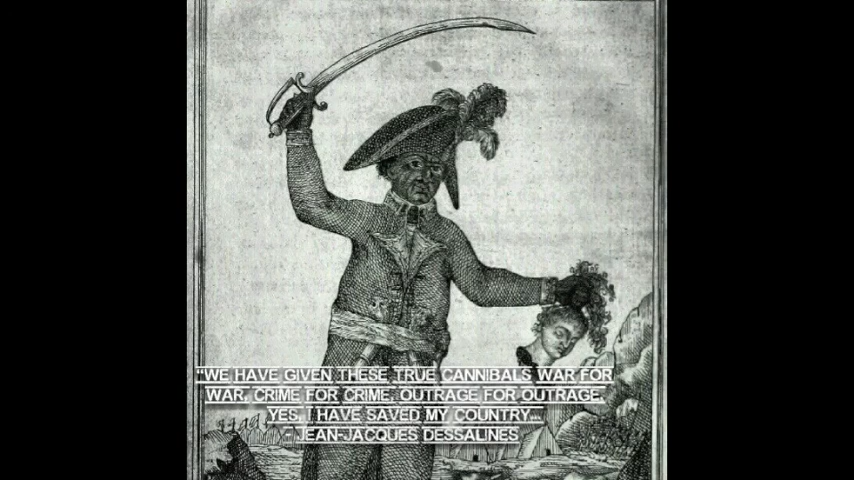 "WE HAVE GIVEN THESE TRUE CANNIBALS WAR FOR
WAR, CRIME FOR CRIME, OUTRAGE FOR OUTRAGE.
YES, I HAVE SAVED MY COUNTRY...
- JEAN-JACQUES DESSALINES